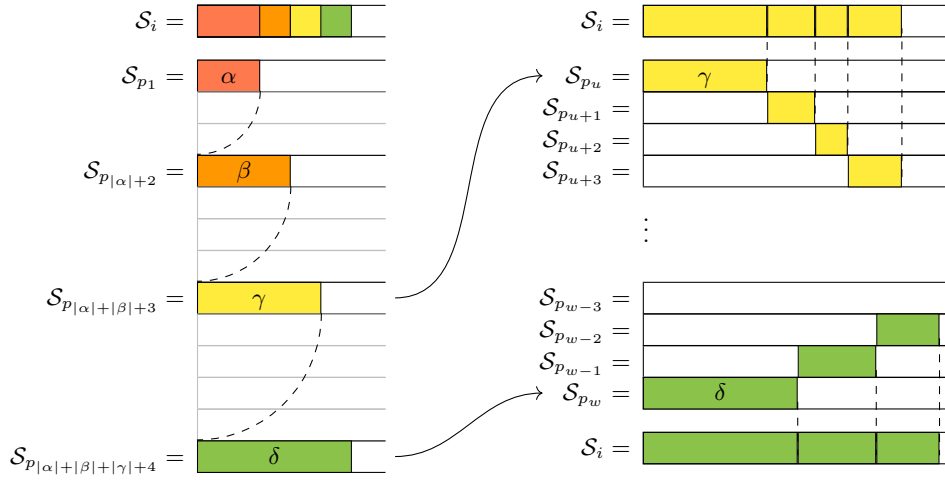 𝒮_i =
𝒮_{p_1} = α
𝒮_{p_{|α|+2}} = β
𝒮_{p_{|α|+|β|+3}} = γ
𝒮_{p_{|α|+|β|+|γ|+4}} = δ
𝒮_i =
𝒮_{p_u} = γ
𝒮_{p_{u+1}} =
𝒮_{p_{u+2}} =
𝒮_{p_{u+3}} =
⋮
𝒮_{p_{w−3}} =
𝒮_{p_{w−2}} =
𝒮_{p_{w−1}} =
𝒮_{p_w} = δ
𝒮_i =